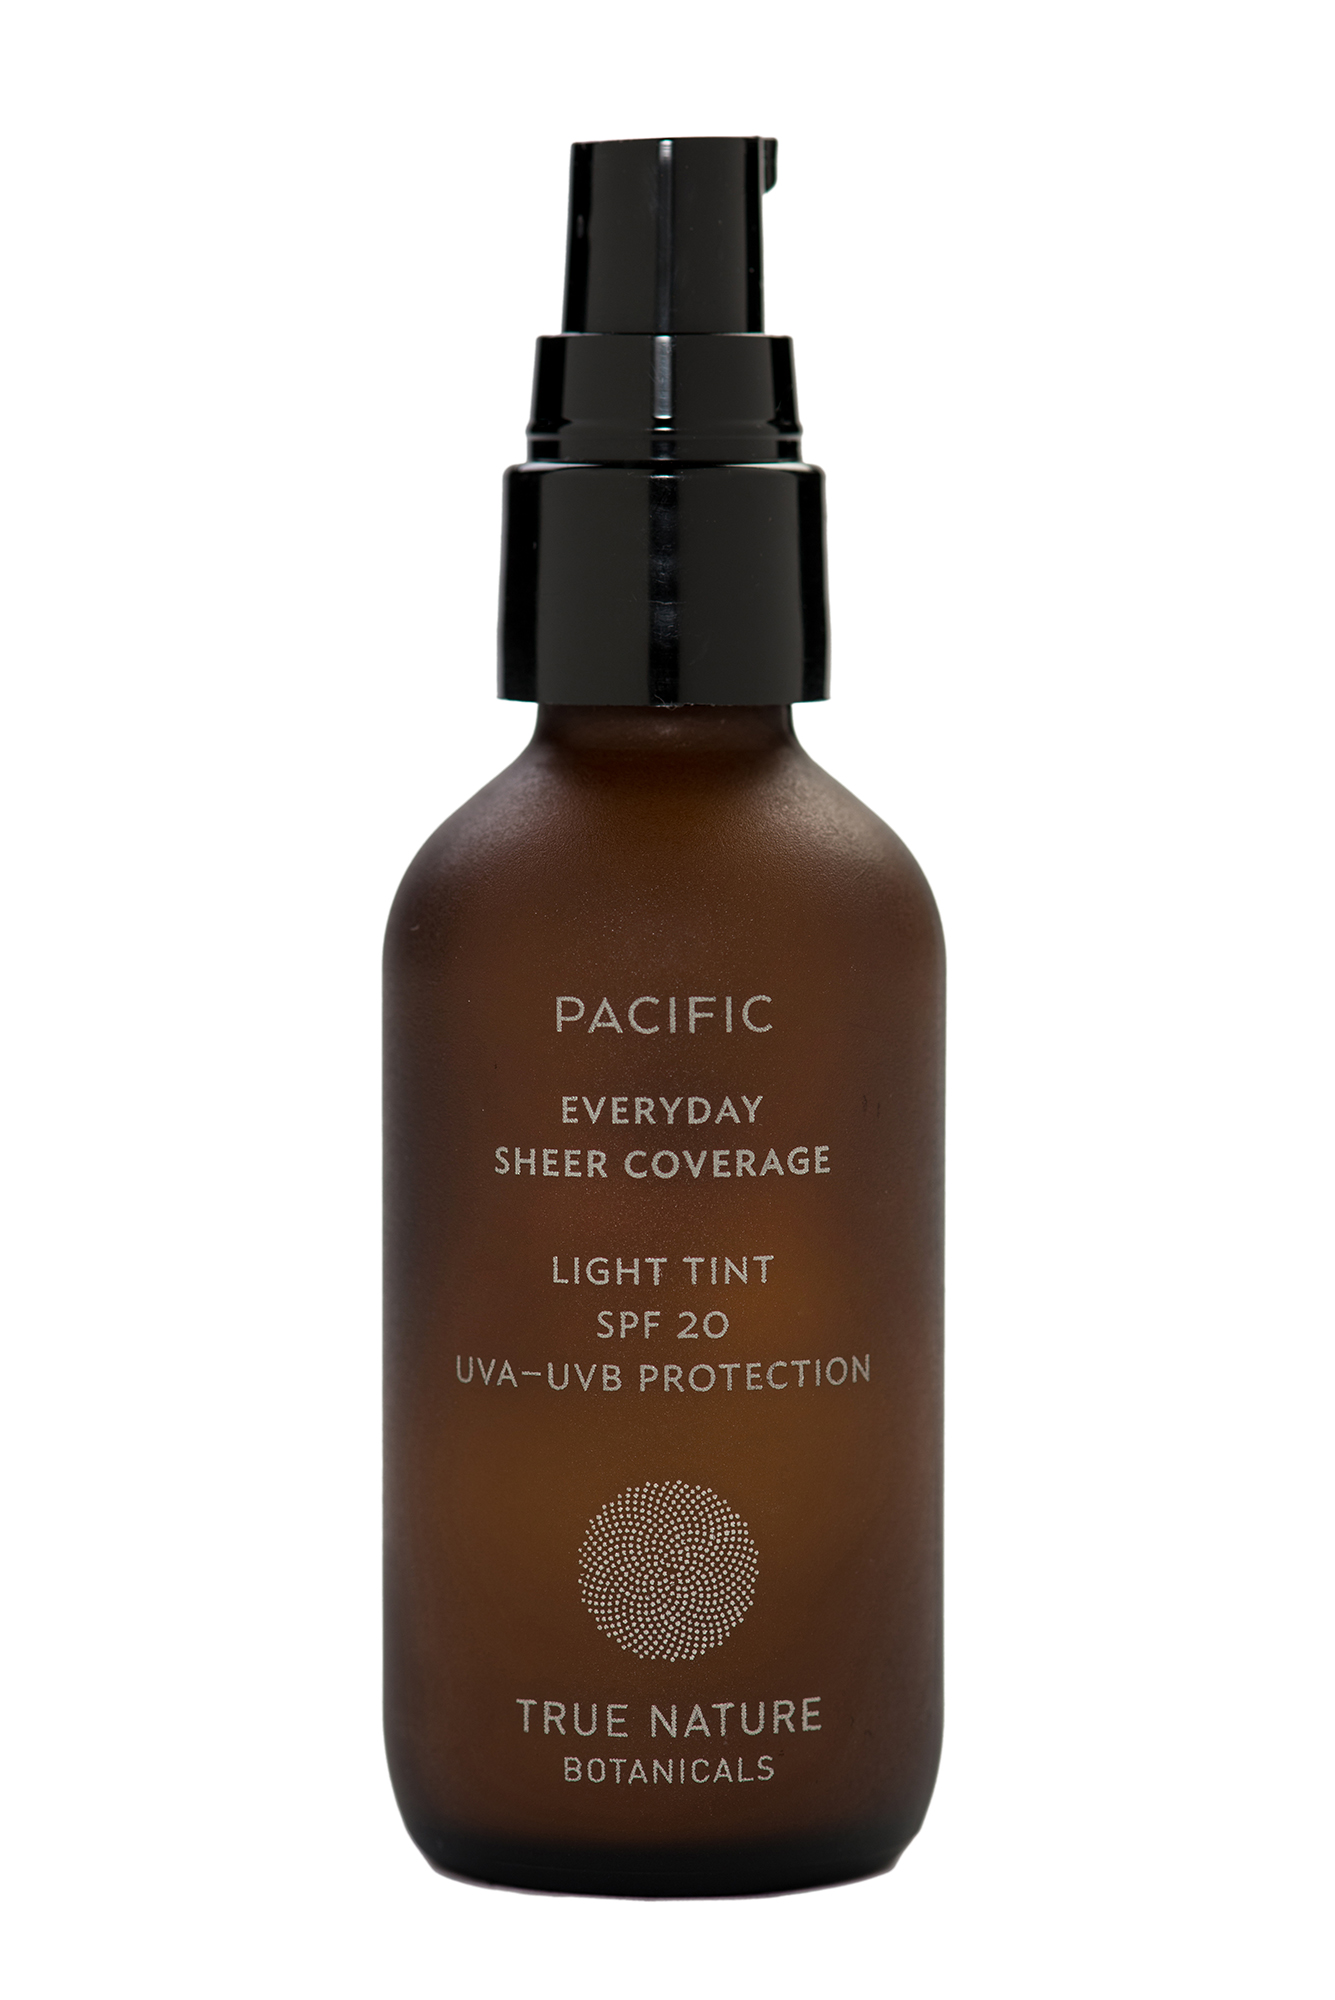 PACIFIC
EVERYDAY
SHEER COVERAGE
LIGHT TINT
SPF 20
UVA–UVB PROTECTION
TRUE NATURE
BOTANICALS